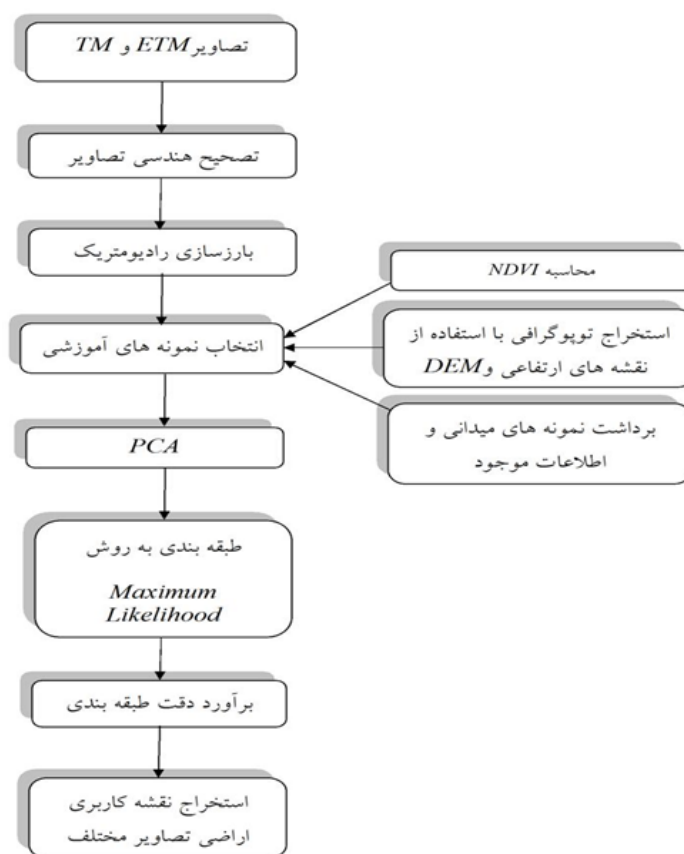 تصاویر ETM و TM
تصحیح هندسی تصاویر
بارزسازی رادیومتریک
انتخاب نمونه های آموزشی
محاسبه NDVI
استخراج توپوگرافی با استفاده از
نقشه های ارتفاعی و DEM
برداشت نمونه های میدانی و
اطلاعات موجود
PCA
طبقه بندی به روش
Maximum
Likelihood
برآورد دقت طبقه بندی
استخراج نقشه کاربری
اراضی تصاویر مختلف